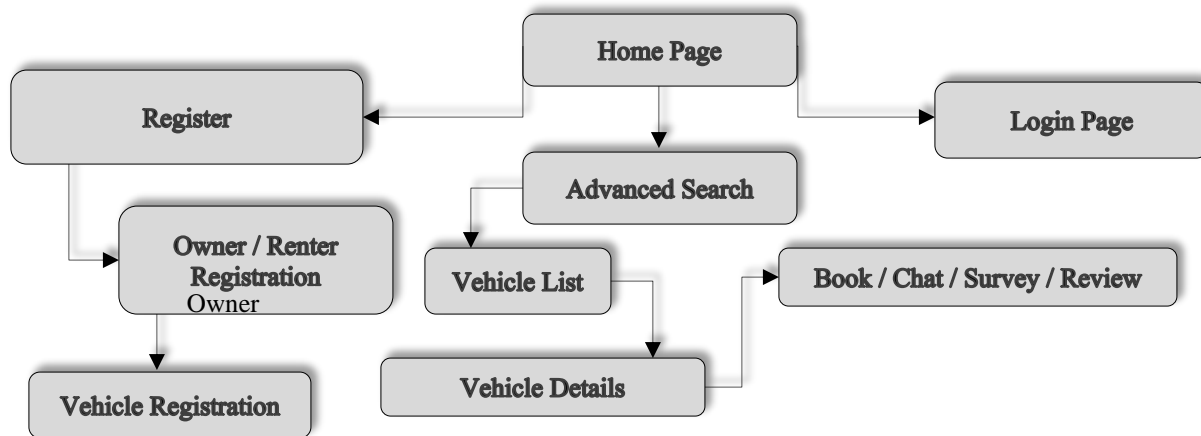 Home Page
Register
Login Page
Advanced Search
Owner / Renter
Registration
Owner
Vehicle List
Book / Chat / Survey / Review
Vehicle Details
Vehicle Registration